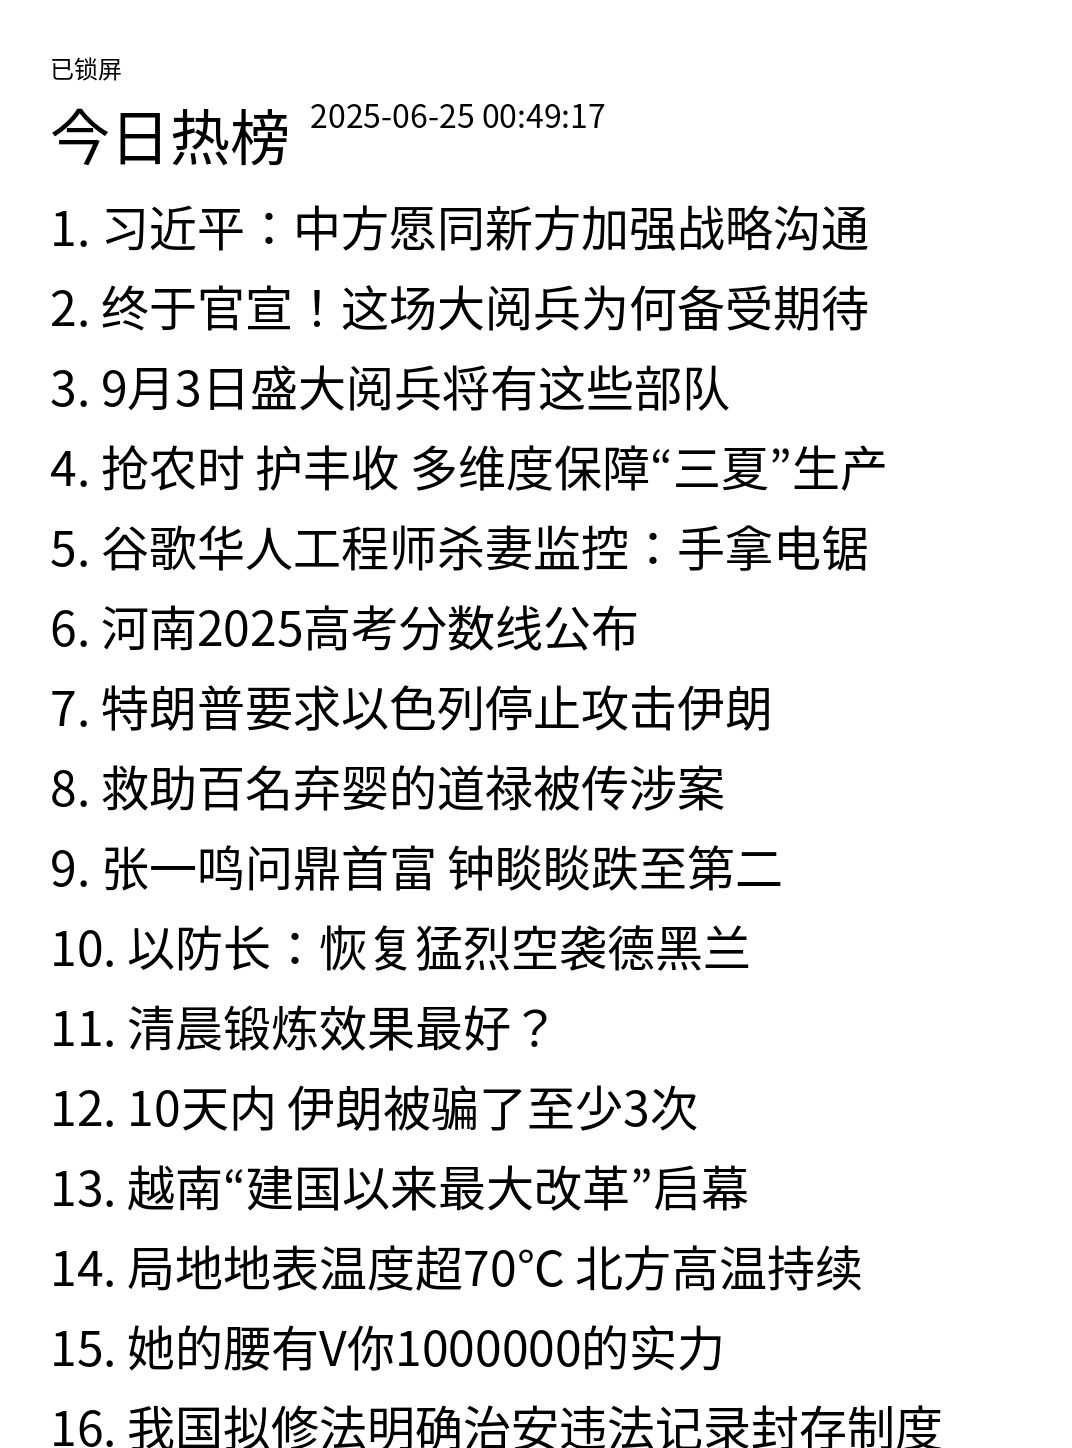 已锁屏
今日热榜 2025-06-25 00:49:17
1. 习近平：中方愿同新方加强战略沟通
2. 终于官宣！这场大阅兵为何备受期待
3. 9月3日盛大阅兵将有这些部队
4. 抢农时 护丰收 多维度保障“三夏”生产
5. 谷歌华人工程师杀妻监控：手拿电锯
6. 河南2025高考分数线公布
7. 特朗普要求以色列停止攻击伊朗
8. 救助百名弃婴的道禄被传涉案
9. 张一鸣问鼎首富 钟睒睒跌至第二
10. 以防长：恢复猛烈空袭德黑兰
11. 清晨锻炼效果最好？
12. 10天内 伊朗被骗了至少3次
13. 越南“建国以来最大改革”启幕
14. 局地地表温度超70℃ 北方高温持续
15. 她的腰有V你1000000的实力
16. 我国拟修法明确治安违法记录封存制度